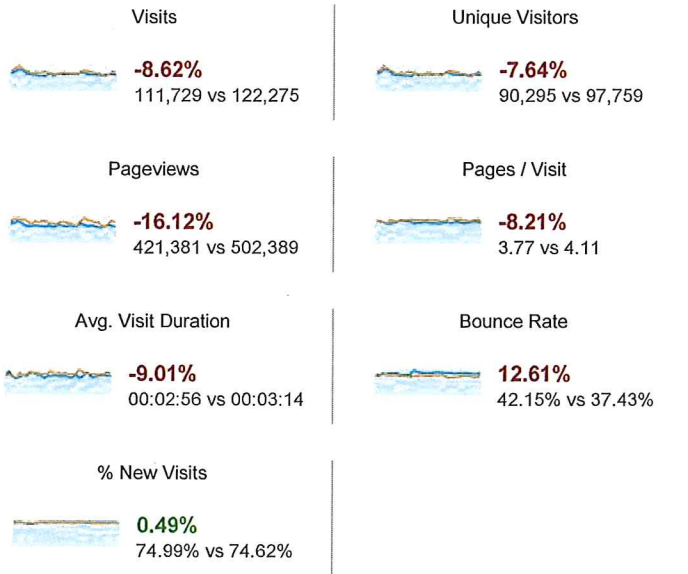 Visits
-8.62%
111,729 vs 122,275
Unique Visitors
-7.64%
90,295 vs 97,759
Pageviews
-16.12%
421,381 vs 502,389
Pages / Visit
-8.21%
3.77 vs 4.11
Avg. Visit Duration
-9.01%
00:02:56 vs 00:03:14
Bounce Rate
12.61%
42.15% vs 37.43%
% New Visits
0.49%
74.99% vs 74.62%